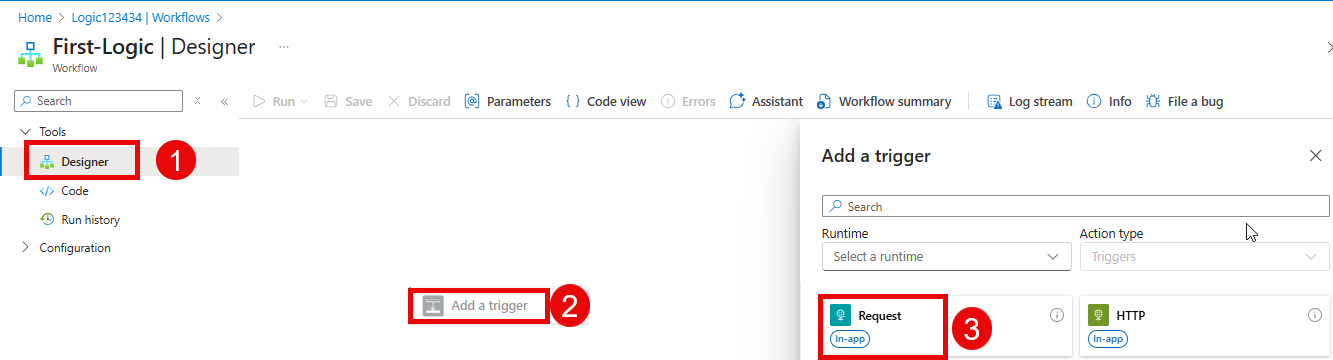 Home > Logic123434 | Workflows >
First-Logic | Designer ...
Workflow
Search
Run
Save
Discard
Parameters
{ } Code view
Errors
Assistant
Workflow summary
Log stream
Info
File a bug
Tools
Designer
1
</> Code
Run history
Configuration
Add a trigger
2
Add a trigger
Search
Runtime
Action type
Select a runtime
Triggers
Request
In-app
3
HTTP
In-app